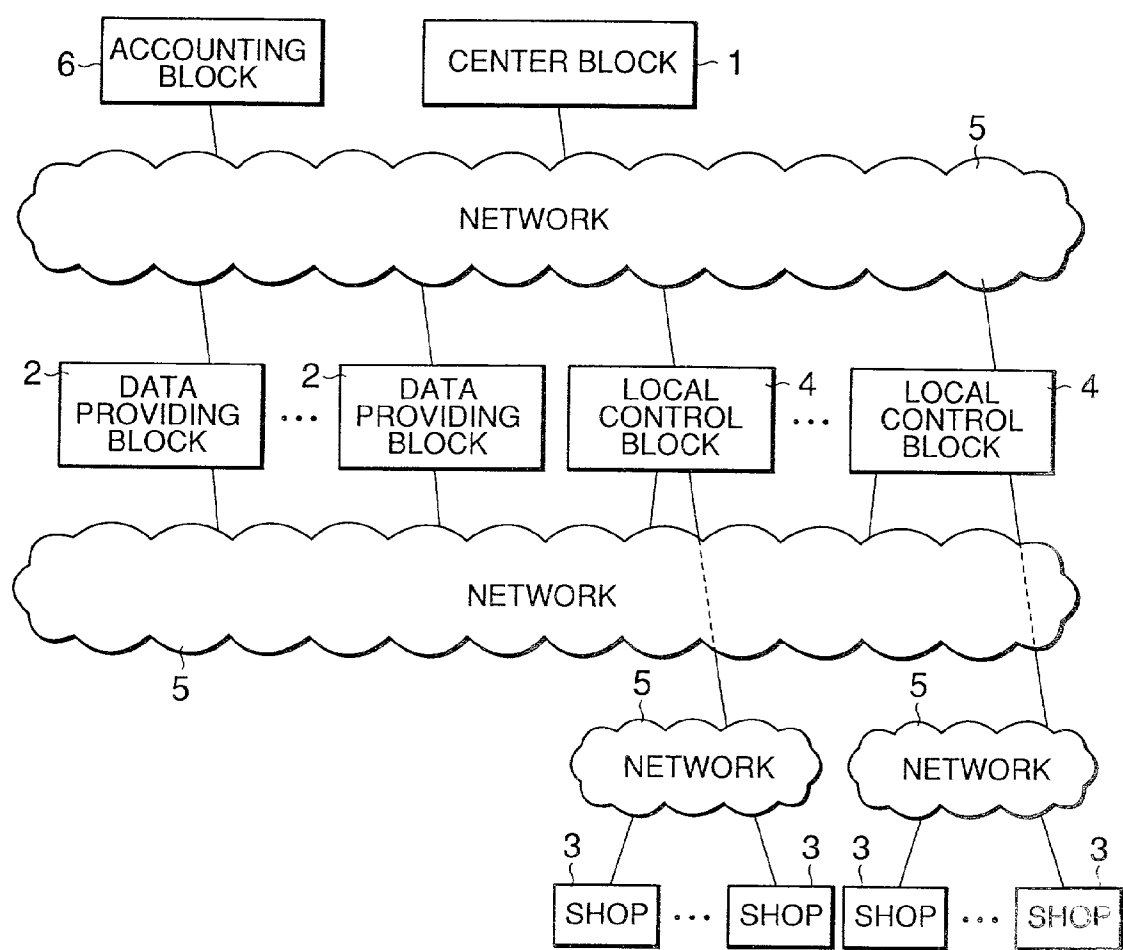 6
ACCOUNTING
BLOCK
CENTER BLOCK
1
5
NETWORK
2
DATA
PROVIDING
BLOCK
...
2
DATA
PROVIDING
BLOCK
LOCAL
CONTROL
BLOCK
4
...
LOCAL
CONTROL
BLOCK
4
NETWORK
5
5
NETWORK
5
NETWORK
3
SHOP
...
3
SHOP
3
SHOP
...
3
SHOP